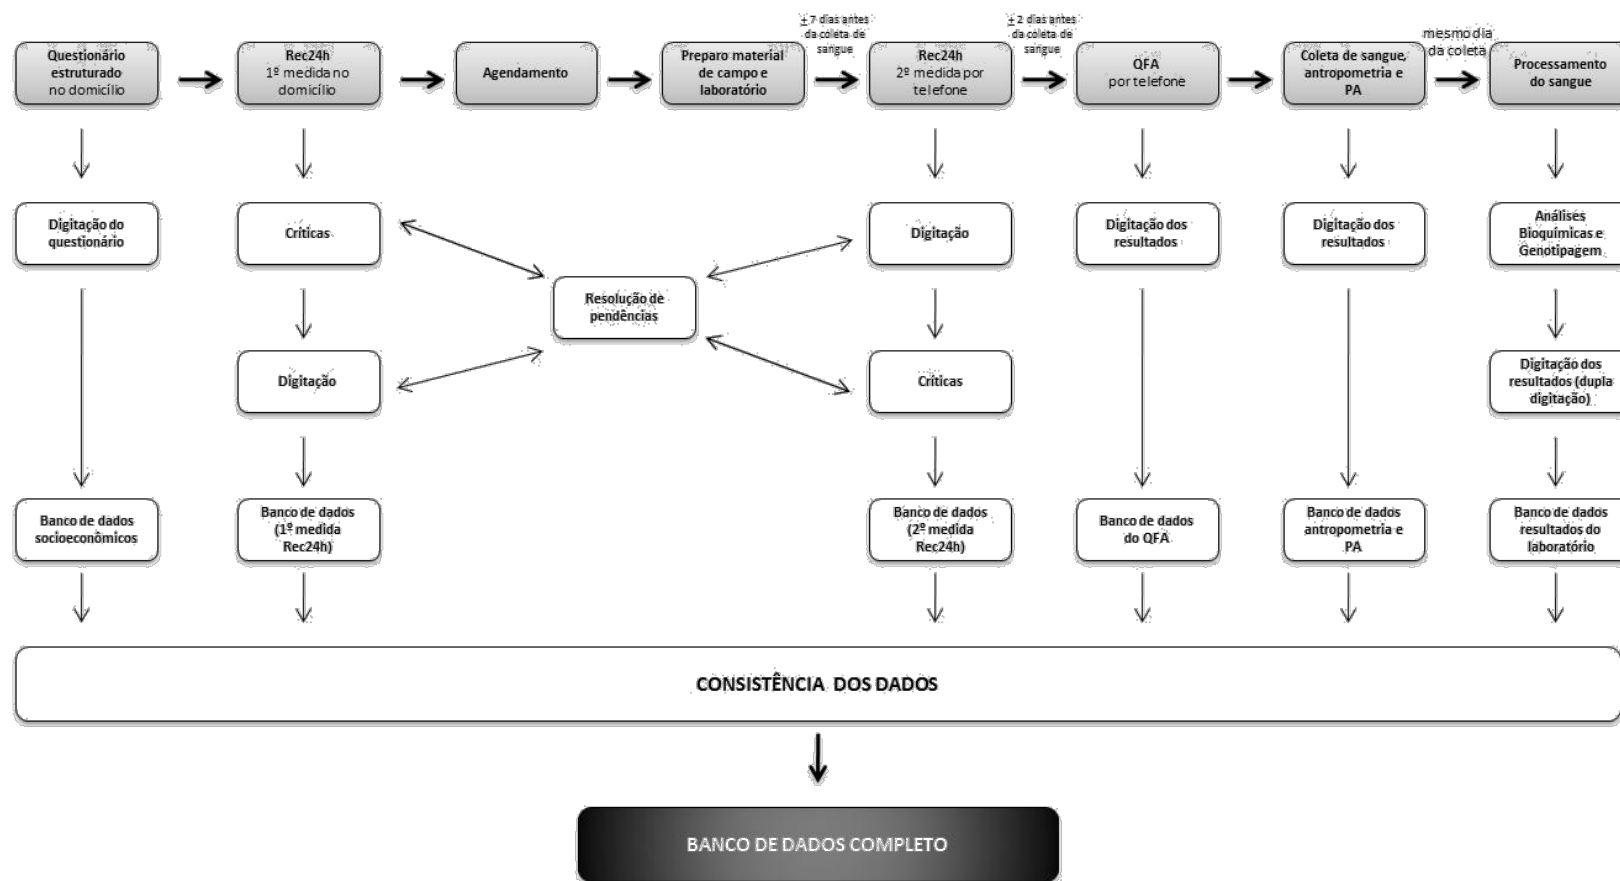 Questionário
estruturado
no domicílio
Rec24h
1º medida no
domicílio
Agendamento
Preparo material
de campo e
laboratório
±7 dias antes
da coleta de
sangue
Rec24h
2º medida por
telefone
±2 dias antes
da coleta de
sangue
QFA
por telefone
Coleta de sangue,
antropometria e
PA
mesmo dia
da coleta
Processamento
do sangue
Digitação do
questionário
Críticas
Digitação
Digitação dos
resultados
Digitação dos
resultados
Análises
Bioquímicas e
Genotipagem
Resolução de
pendências
Digitação
Críticas
Digitação dos
resultados (dupla
digitação)
Banco de dados
socioeconômicos
Banco de dados
(1º medida
Rec24h)
Banco de dados
(2º medida
Rec24h)
Banco de dados
do QFA
Banco de dados
antropometria e
PA
Banco de dados
resultados do
laboratório
CONSISTÊNCIA DOS DADOS
BANCO DE DADOS COMPLETO